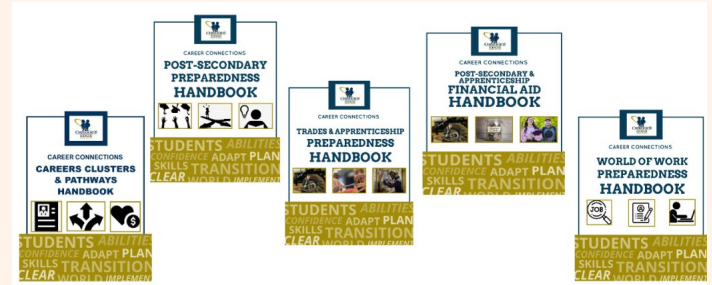 CAREER CONNECTIONS
CAREERS CLUSTERS
& PATHWAYS
HANDBOOK
STUDENTS ABILITIES
CONFIDENCE ADAPT PLAN
SKILLS TRANSITION
CLEAR WORLD IMPLEMENT
CAREER CONNECTIONS
POST-SECONDARY
PREPAREDNESS
HANDBOOK
STUDENTS ABILITIES
CONFIDENCE ADAPT PLAN
SKILLS TRANSITION
CLEAR WORLD IMPLEMENT
CAREER CONNECTIONS
TRADES & APPRENTICESHIP
PREPAREDNESS
HANDBOOK
STUDENTS ABILITIES
CONFIDENCE ADAPT PLAN
SKILLS TRANSITION
CLEAR WORLD IMPLEMENT
CAREER CONNECTIONS
POST-SECONDARY &
APPRENTICESHIP
FINANCIAL AID
HANDBOOK
STUDENTS ABILITIES
CONFIDENCE ADAPT PLAN
SKILLS TRANSITION
CLEAR WORLD IMPLEMENT
CAREER CONNECTIONS
WORLD OF WORK
PREPAREDNESS
HANDBOOK
JOB
STUDENTS ABILITIES
CONFIDENCE ADAPT PLAN
SKILLS TRANSITION
CLEAR WORLD IMPLEMENT